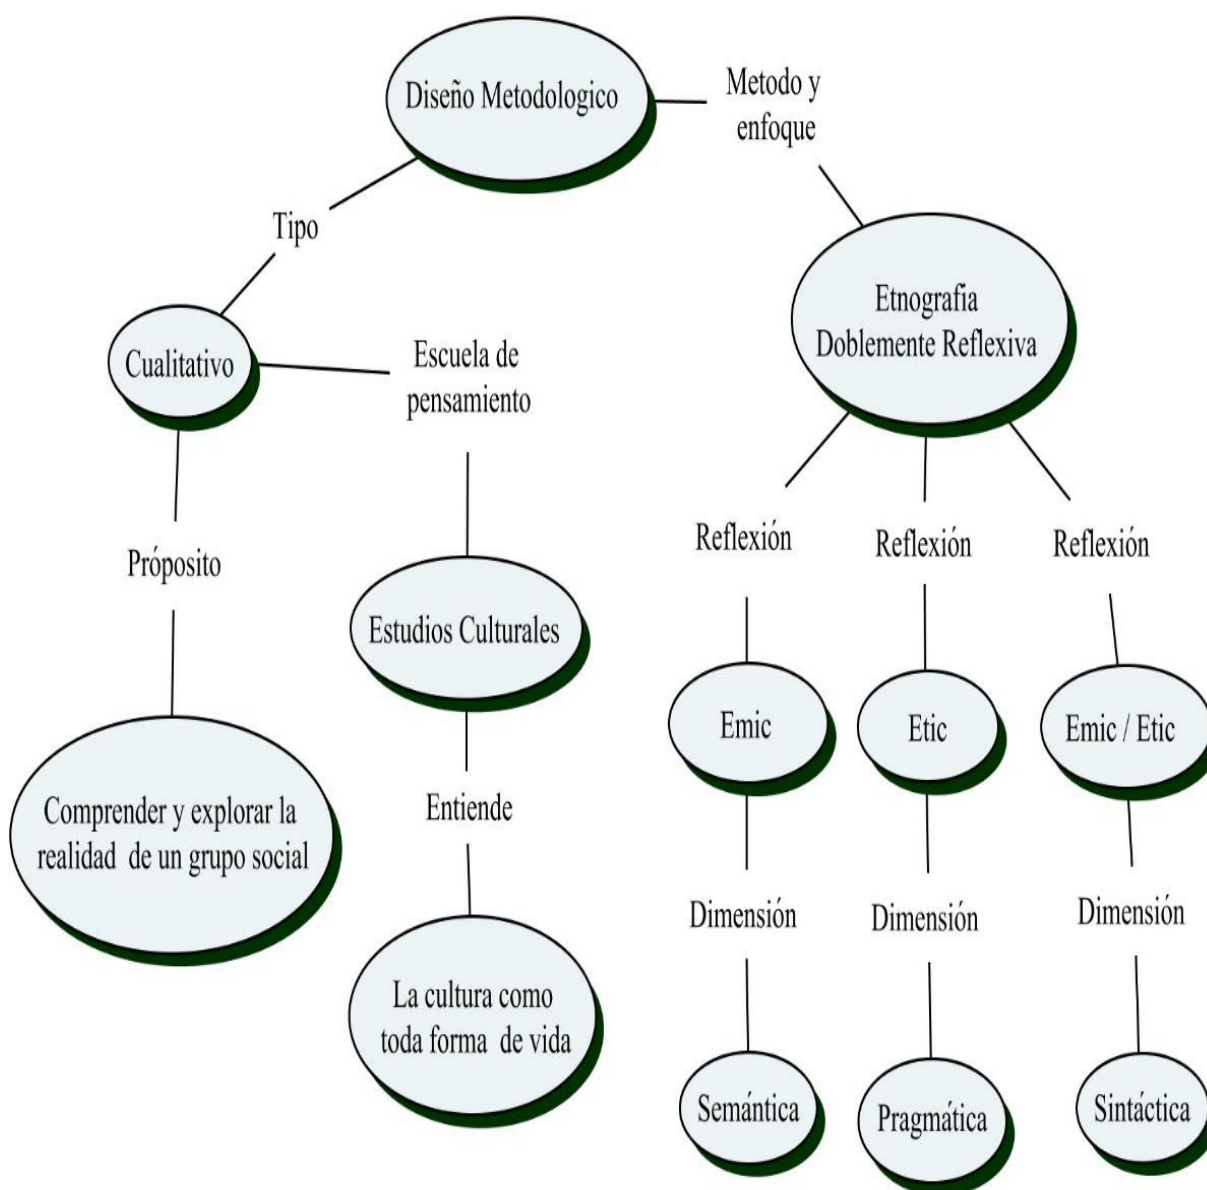 Diseño Metodologico
Metodo y
enfoque
Tipo
Etnografía
Doblemente Reflexiva
Cualitativo
Escuela de
pensamiento
Reflexión
Reflexión
Reflexión
Próposito
Estudios Culturales
Emic
Etic
Emic / Etic
Comprender y explorar la
realidad de un grupo social
Entiende
Dimensión
Dimensión
Dimensión
La cultura como
toda forma de vida
Semántica
Pragmática
Sintáctica